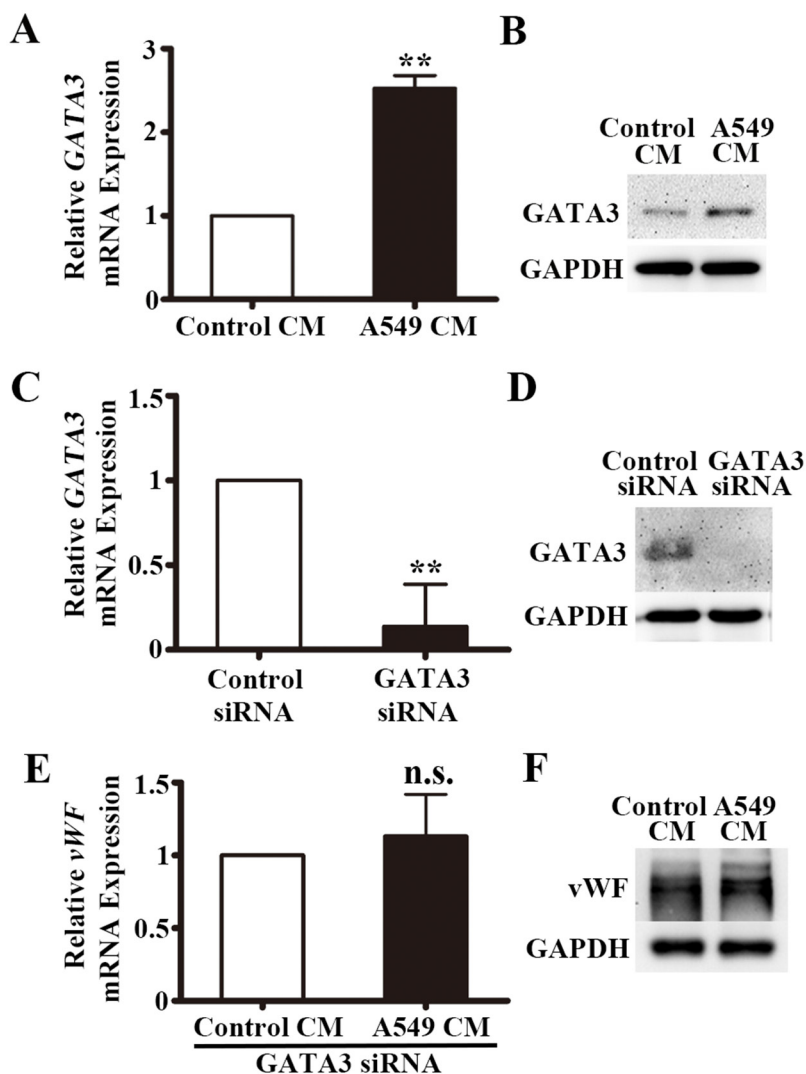 A
Relative GATA3
mRNA Expression
3
2
1
0
**
Control CM
A549 CM
B
Control A549
CM CM
GATA3
GAPDH
C
Relative GATA3
mRNA Expression
1.5
1
0.5
0
**
Control
siRNA
GATA3
siRNA
D
Control GATA3
siRNA siRNA
GATA3
GAPDH
E
Relative vWF
mRNA Expression
1.5
1
0.5
0
n.s.
Control CM
A549 CM
GATA3 siRNA
F
Control A549
CM CM
vWF
GAPDH